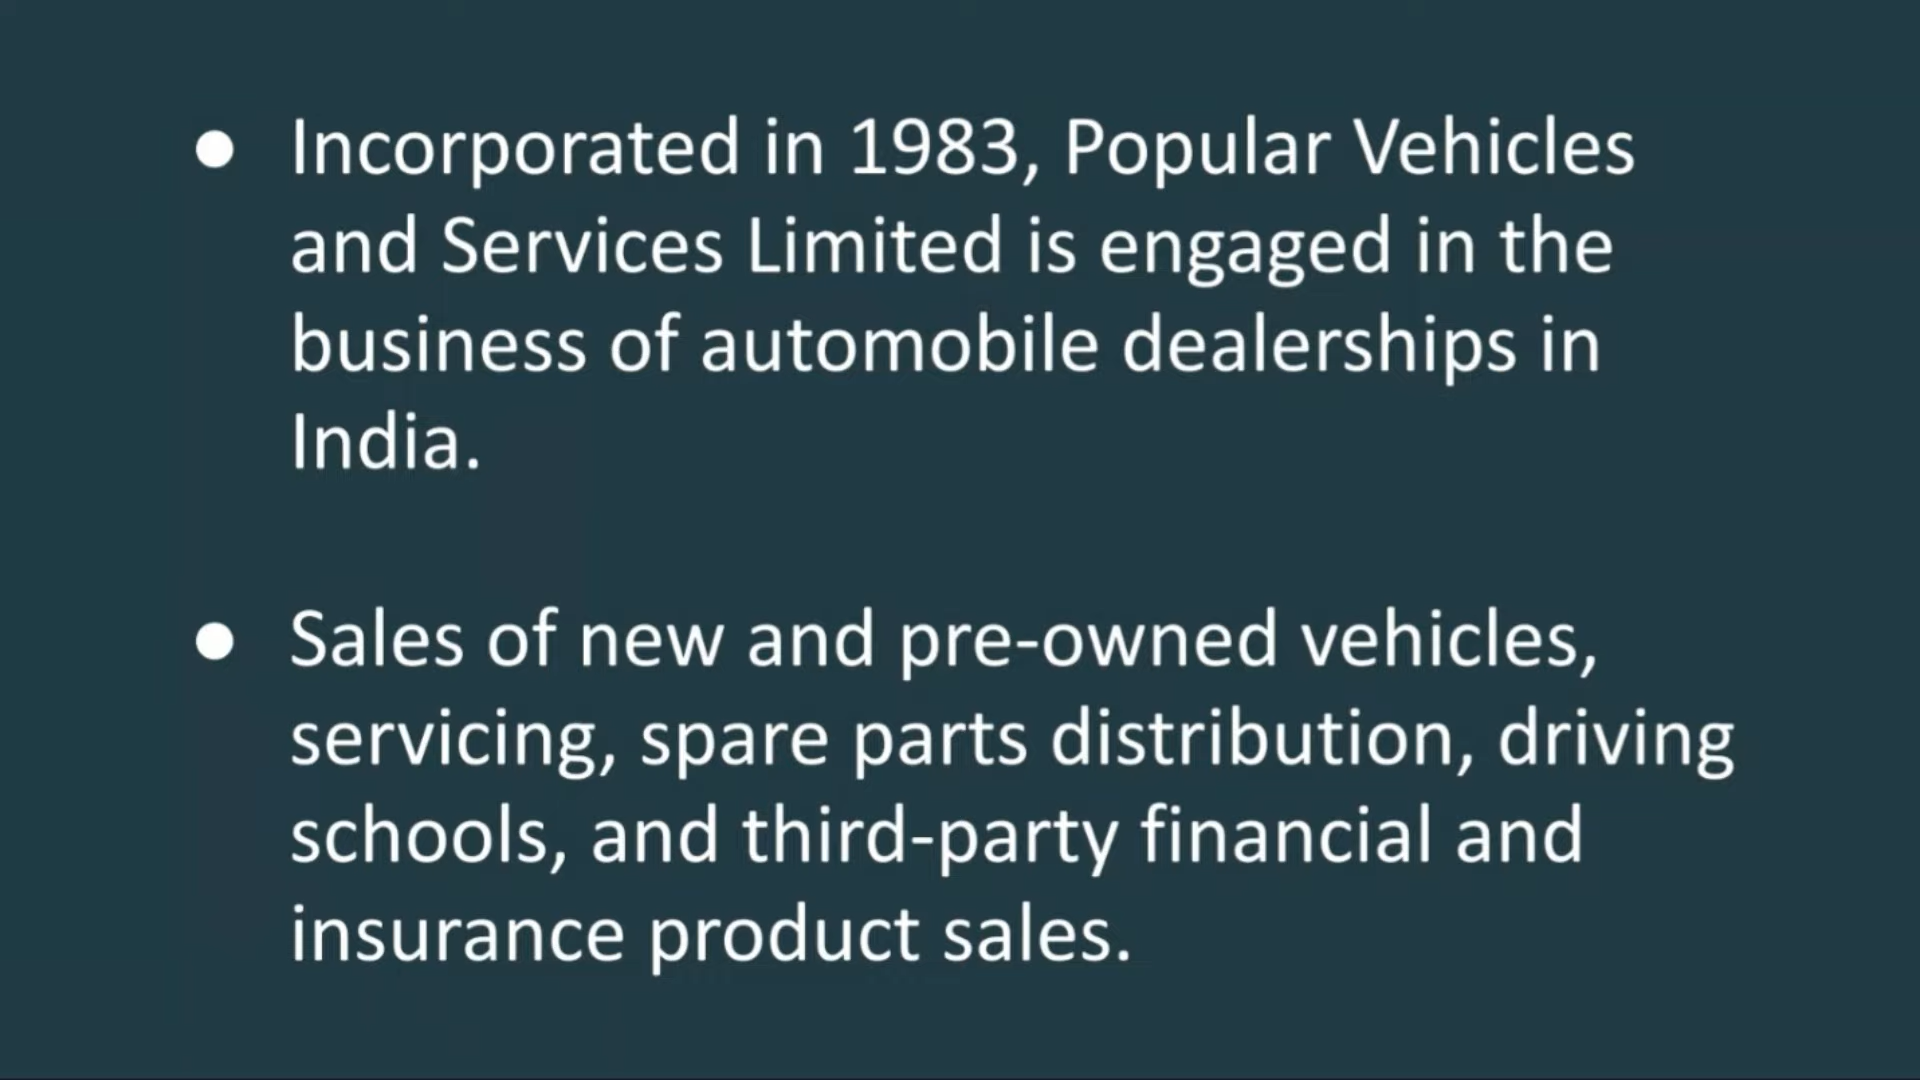 ● Incorporated in 1983, Popular Vehicles
and Services Limited is engaged in the
business of automobile dealerships in
India.
● Sales of new and pre-owned vehicles,
servicing, spare parts distribution, driving
schools, and third-party financial and
insurance product sales.